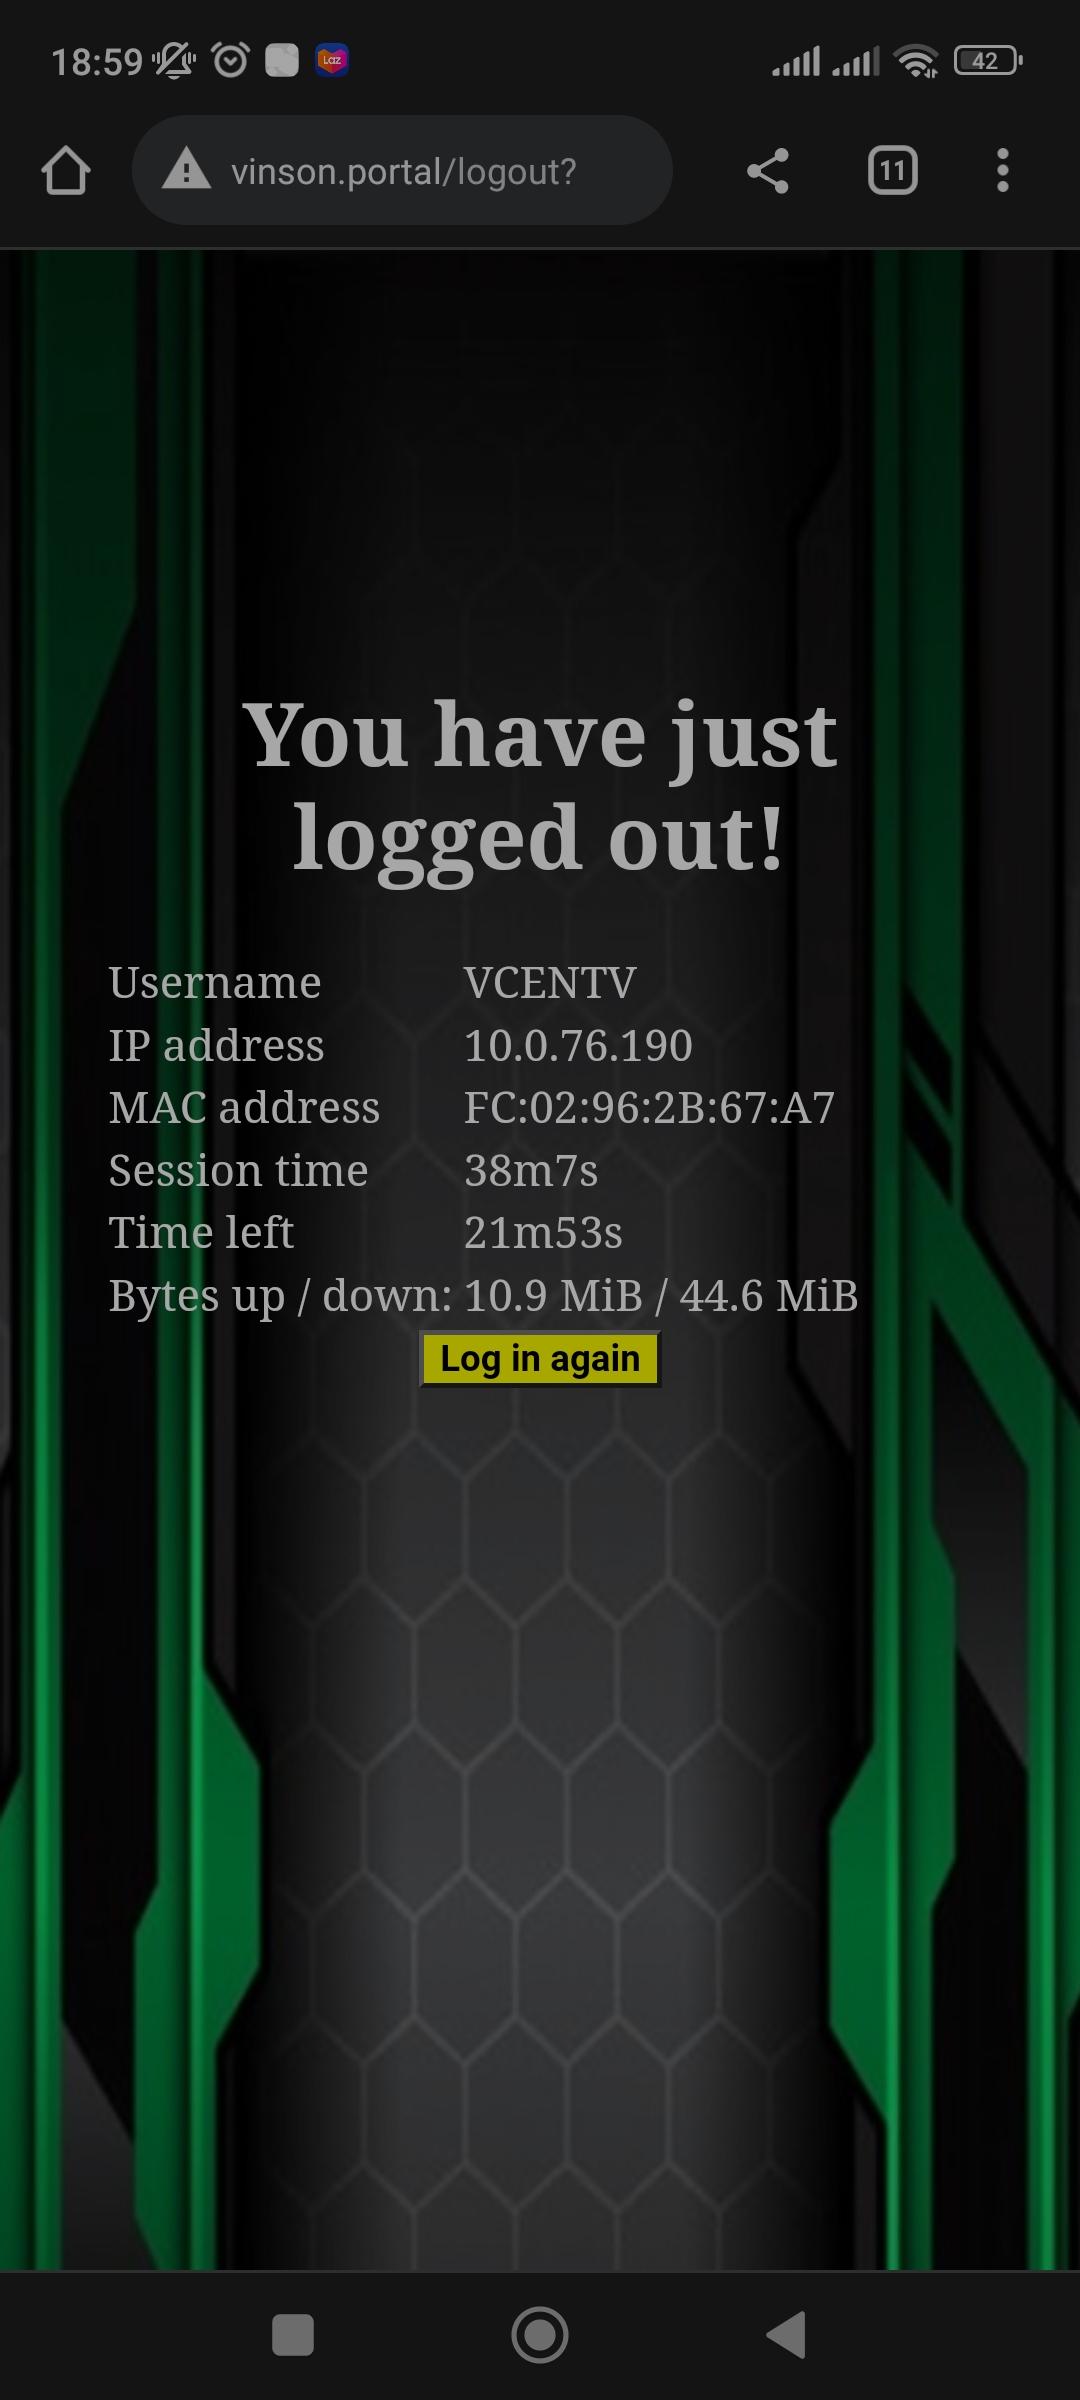 18:59
Laz
42
vinson.portal/logout?
11
You have just
logged out!
Username VCENTV
IP address 10.0.76.190
MAC address FC:02:96:2B:67:A7
Session time 38m7s
Time left 21m53s
Bytes up / down: 10.9 MiB / 44.6 MiB
Log in again